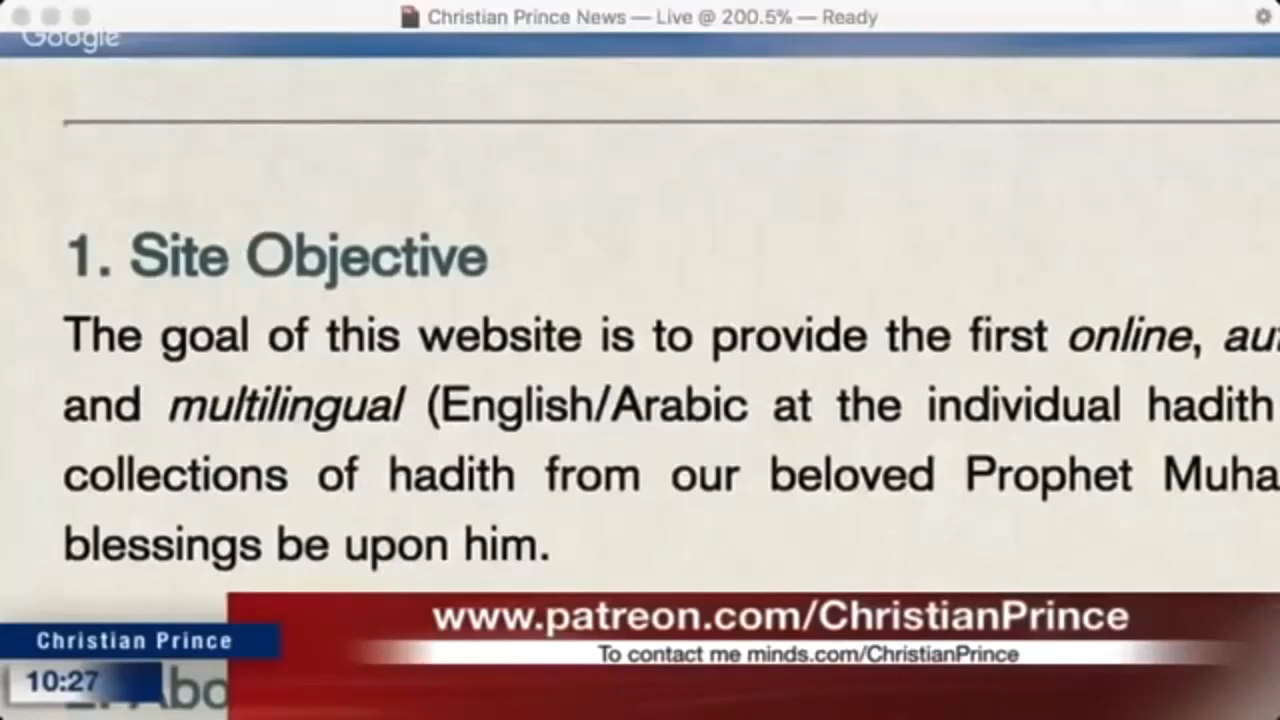 Christian Prince News — Live @ 200.5% — Ready
Google
1. Site Objective
The goal of this website is to provide the first online,
and multilingual (English/Arabic at the individual hadith
collections of hadith from our beloved Prophet
blessings be upon him.
www.patreon.com/ChristianPrince
Christian Prince
To contact me minds.com/ChristianPrince
10:27